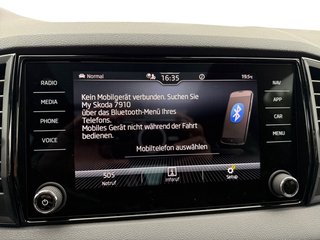 Normal 16:35 19.5°C
RADIO
MEDIA
PHONE
VOICE
Kein Mobilgerät verbunden. Suchen Sie
My Skoda 7910
über das Bluetooth-Menü Ihres
Telefons.
Mobiles Gerät nicht während der Fahrt
bedienen.
Mobiltelefon auswählen
SOS
Notruf
i
Inforuf
Setup
NAV
APP
CAR
MENU